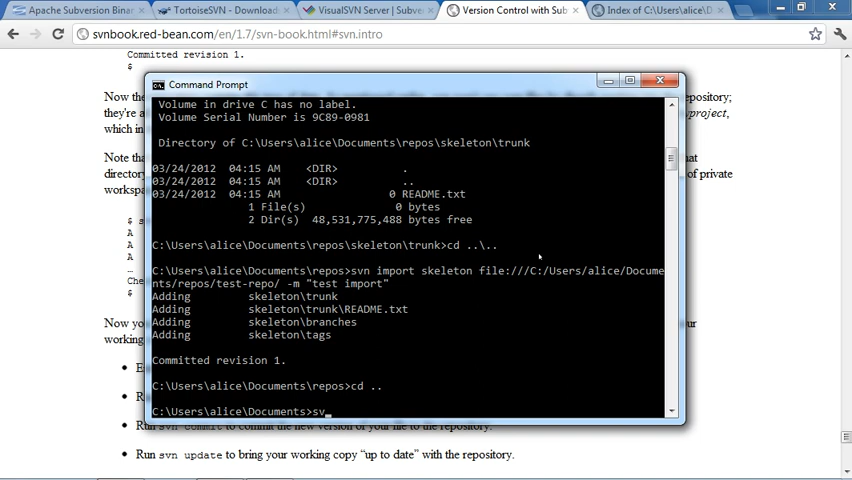 Apache Subversion Binar
TortoiseSVN - Download
VisualSVN Server | Subve
Version Control with Sub
Index of C:\Users\alice\D
svnbook.red-bean.com/en/1.7/svn-book.html#svn.intro
Committed revision 1.
$
Now the
repository;
they're a
project,
which in
Note tha
hat
directory
of private
workspa
$ s
A
A
A
…
Che
$
Now you
ur
working
Command Prompt
Volume in drive C has no label.
Volume Serial Number is 9C89-0981
Directory of C:\Users\alice\Documents\repos\skeleton\trunk
03/24/2012 04:15 AM <DIR> .
03/24/2012 04:15 AM <DIR> ..
03/24/2012 04:15 AM 0 README.txt
1 File(s) 0 bytes
2 Dir(s) 48,531,775,488 bytes free
C:\Users\alice\Documents\repos\skeleton\trunk>cd ..\..
C:\Users\alice\Documents\repos>svn import skeleton file:///C:/Users/alice/Docume
nts/repos/test-repo/ -m "test import"
Adding skeleton\trunk
Adding skeleton\trunk\README.txt
Adding skeleton\branches
Adding skeleton\tags
Committed revision 1.
C:\Users\alice\Documents\repos>cd ..
C:\Users\alice\Documents>sv_
Run svn commit to commit the new version of your file to the repository.
Run svn update to bring your working copy “up to date” with the repository.